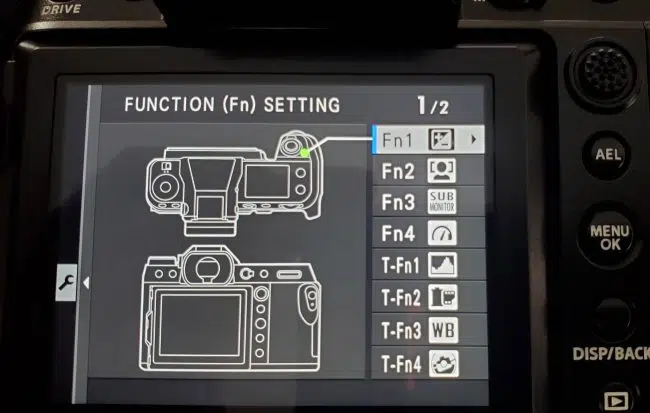 DRIVE
FUNCTION (Fn) SETTING 1/2
Fn1
Fn2
Fn3 SUB MONITOR
Fn4
T-Fn1
T-Fn2
T-Fn3 WB
T-Fn4
AEL
MENU
OK
DISP/BACK